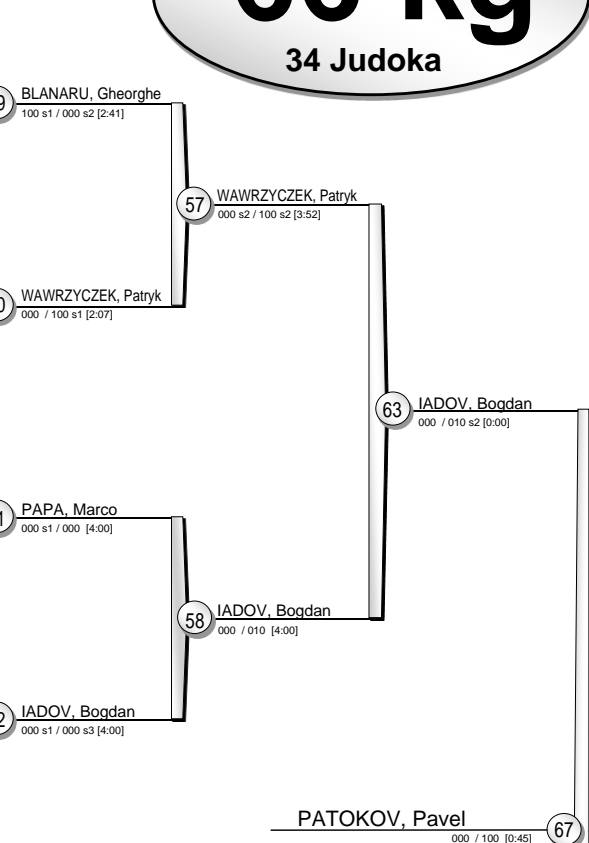 kg
34 Judoka
BLANARU, Gheorghe
100 s1 / 000 s2 [2:41]
57
WAWRZYCZEK, Patryk
000 s2 / 100 s2 [3:52]
WAWRZYCZEK, Patryk
000 / 100 s1 [2:07]
63
IADOV, Bogdan
000 / 010 s2 [0:00]
PAPA, Marco
000 s1 / 000 [4:00]
58
IADOV, Bogdan
000 / 010 [4:00]
IADOV, Bogdan
000 s1 / 000 s3 [4:00]
PATOKOV, Pavel
67
000 / 100 [0:45]